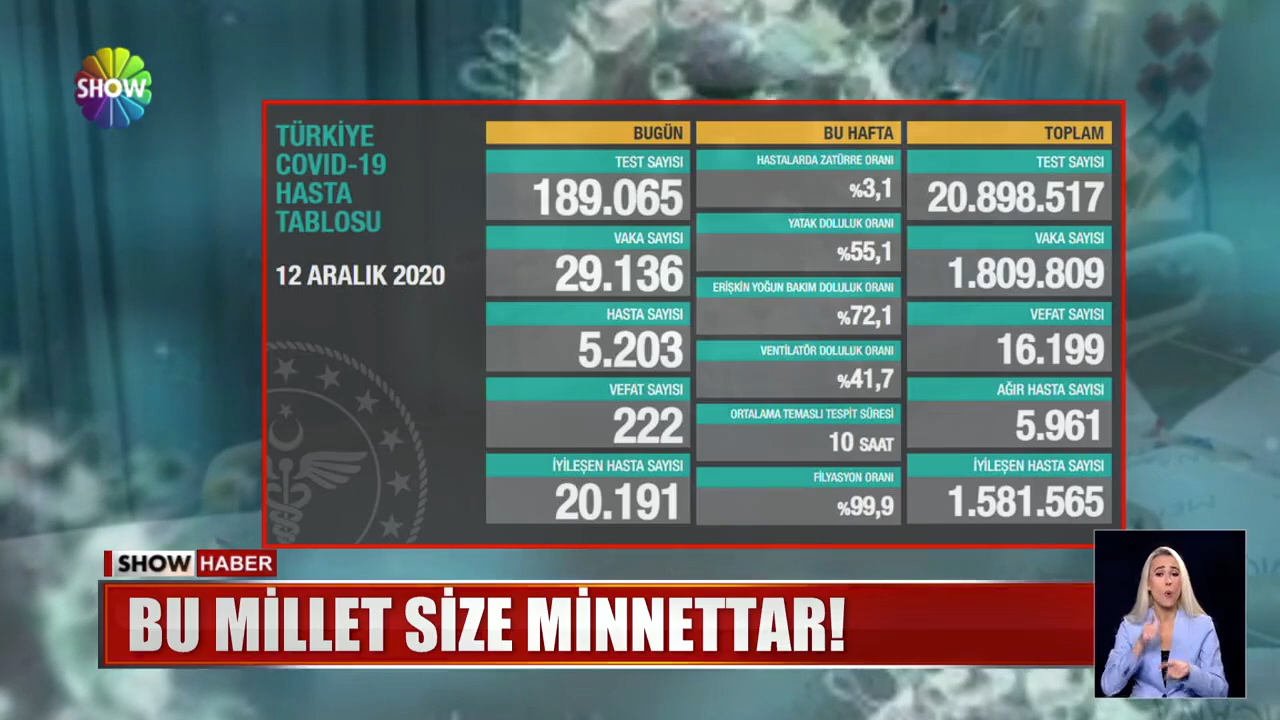 SHOW
TÜRKİYE
COVID-19
HASTA
TABLOSU
12 ARALIK 2020
BUGÜN
TEST SAYISI
189.065
VAKA SAYISI
29.136
HASTA SAYISI
5.203
VEFAT SAYISI
222
İYİLEŞEN HASTA SAYISI
20.191
BU HAFTA
HASTALARDA ZATÜRRE ORANI
%3,1
YATAK DOLULUK ORANI
%55,1
ERİŞKİN YOĞUN BAKIM DOLULUK ORANI
%72,1
VENTİLATÖR DOLULUK ORANI
%41,7
ORTALAMA TEMASLI TESPİT SÜRESİ
10 SAAT
FİLYASYON ORANI
%99,9
TOPLAM
TEST SAYISI
20.898.517
VAKA SAYISI
1.809.809
VEFAT SAYISI
16.199
AĞIR HASTA SAYISI
5.961
İYİLEŞEN HASTA SAYISI
1.581.565
SHOW HABER
BU MİLLET SİZE MİNNETTAR!